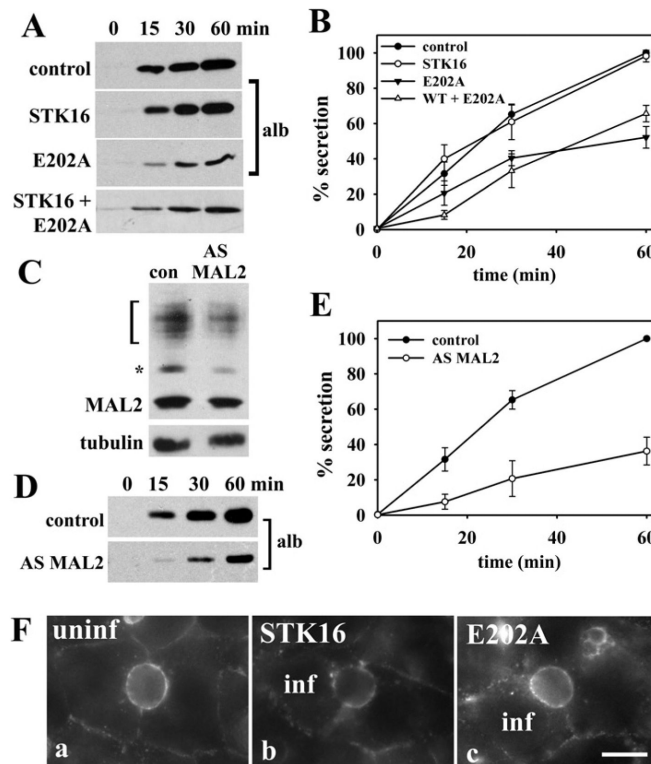 A
0 15 30 60 min
control
STK16
E202A
STK16 +
E202A
alb
B
control
STK16
E202A
WT + E202A
% secretion
100
80
60
40
20
0
0 20 40 60
time (min)
C
con AS MAL2
*
MAL2
tubulin
D
0 15 30 60 min
control
AS MAL2
alb
E
control
AS MAL2
% secretion
100
80
60
40
20
0
0 20 40 60
time (min)
F
uninf
a
STK16
inf
b
E202A
inf
c